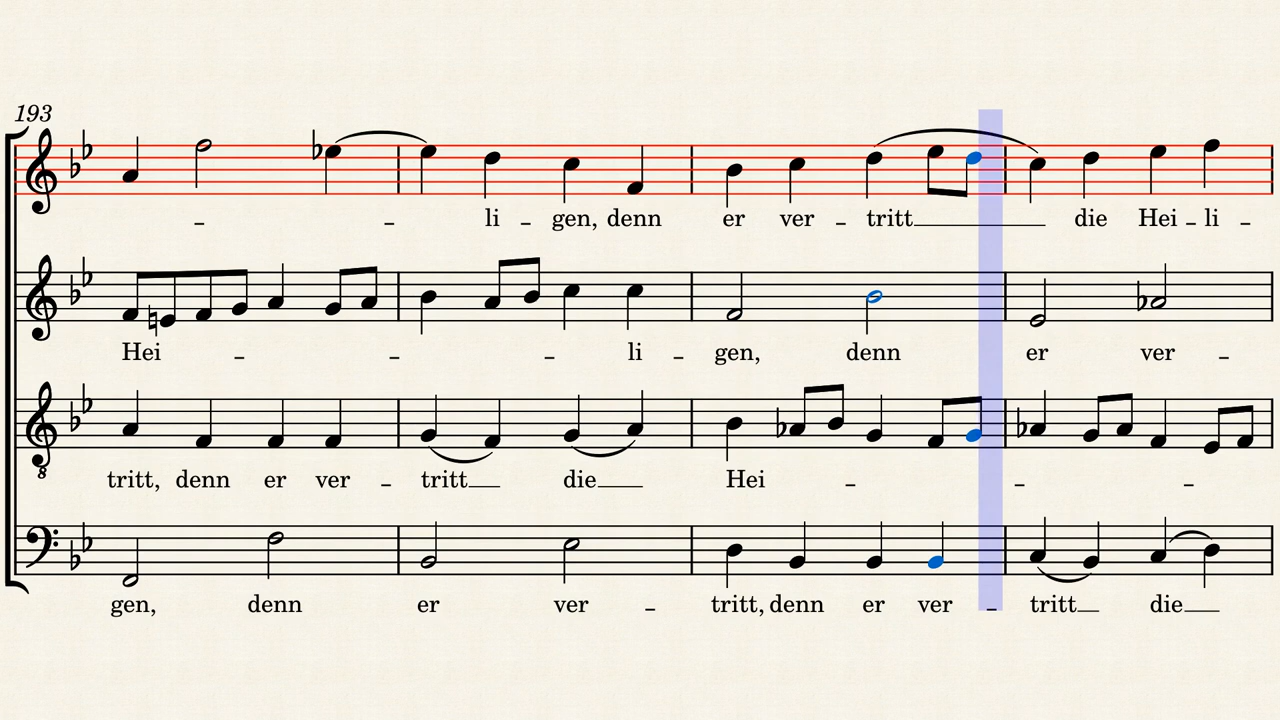 193
– – li – gen, denn er ver – tritt die Hei – li –
Hei – – – li – gen, denn er ver –
8
tritt, denn er ver – tritt die Hei – – –
gen, denn er ver – tritt, denn er ver – tritt die